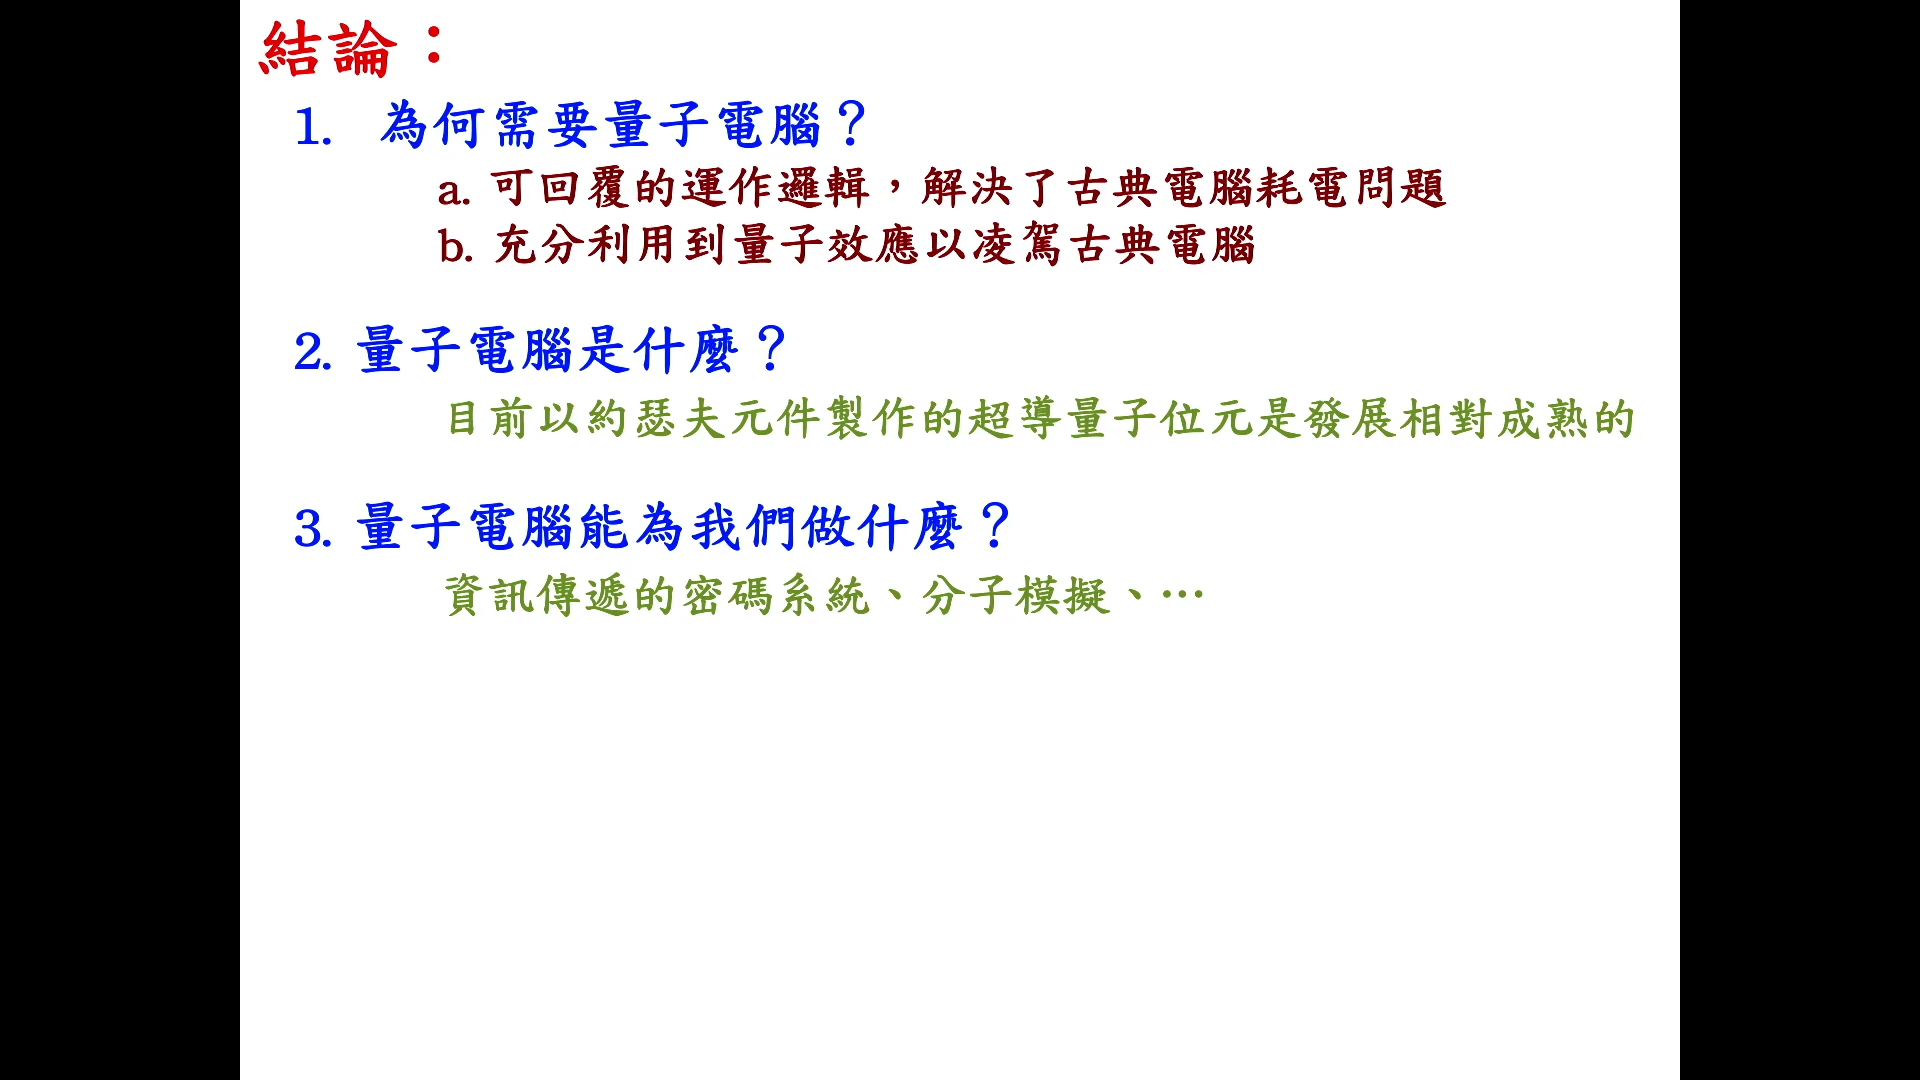 結論：
1. 為何需要量子電腦？
a. 可回覆的運作邏輯，解決了古典電腦耗電問題
b. 充分利用到量子效應以凌駕古典電腦
2. 量子電腦是什麼？
目前以約瑟夫元件製作的超導量子位元是發展相對成熟的
3. 量子電腦能為我們做什麼？
資訊傳遞的密碼系統、分子模擬、…